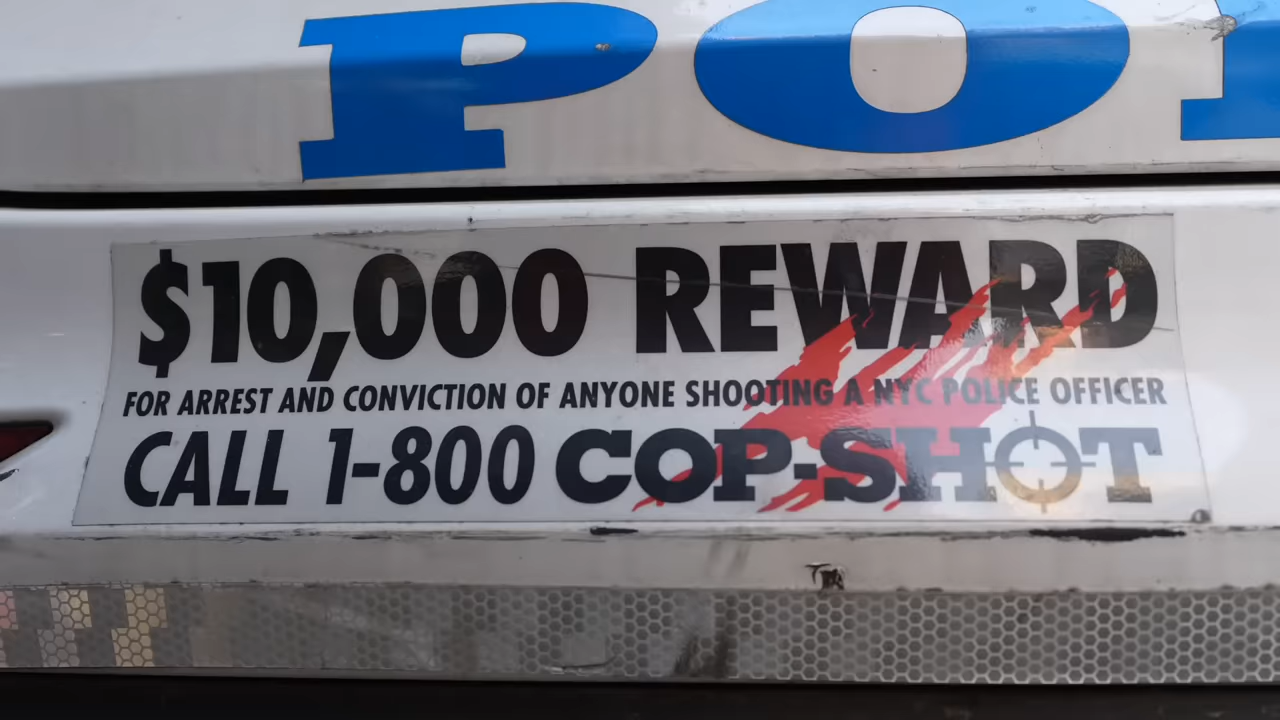 PO
$10,000 REWARD
FOR ARREST AND CONVICTION OF ANYONE SHOOTING A NYC POLICE OFFICER
CALL 1-800 COP-SHOT